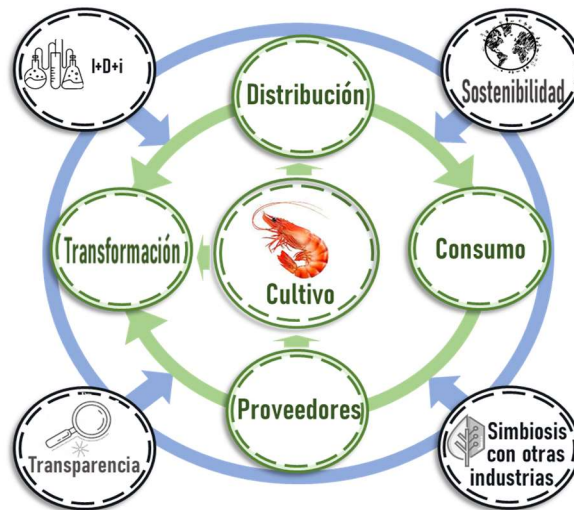 I+D+i
Sostenibilidad
Distribución
Transformación
Cultivo
Consumo
Proveedores
Transparencia
Simbiosis
con otras
industrias